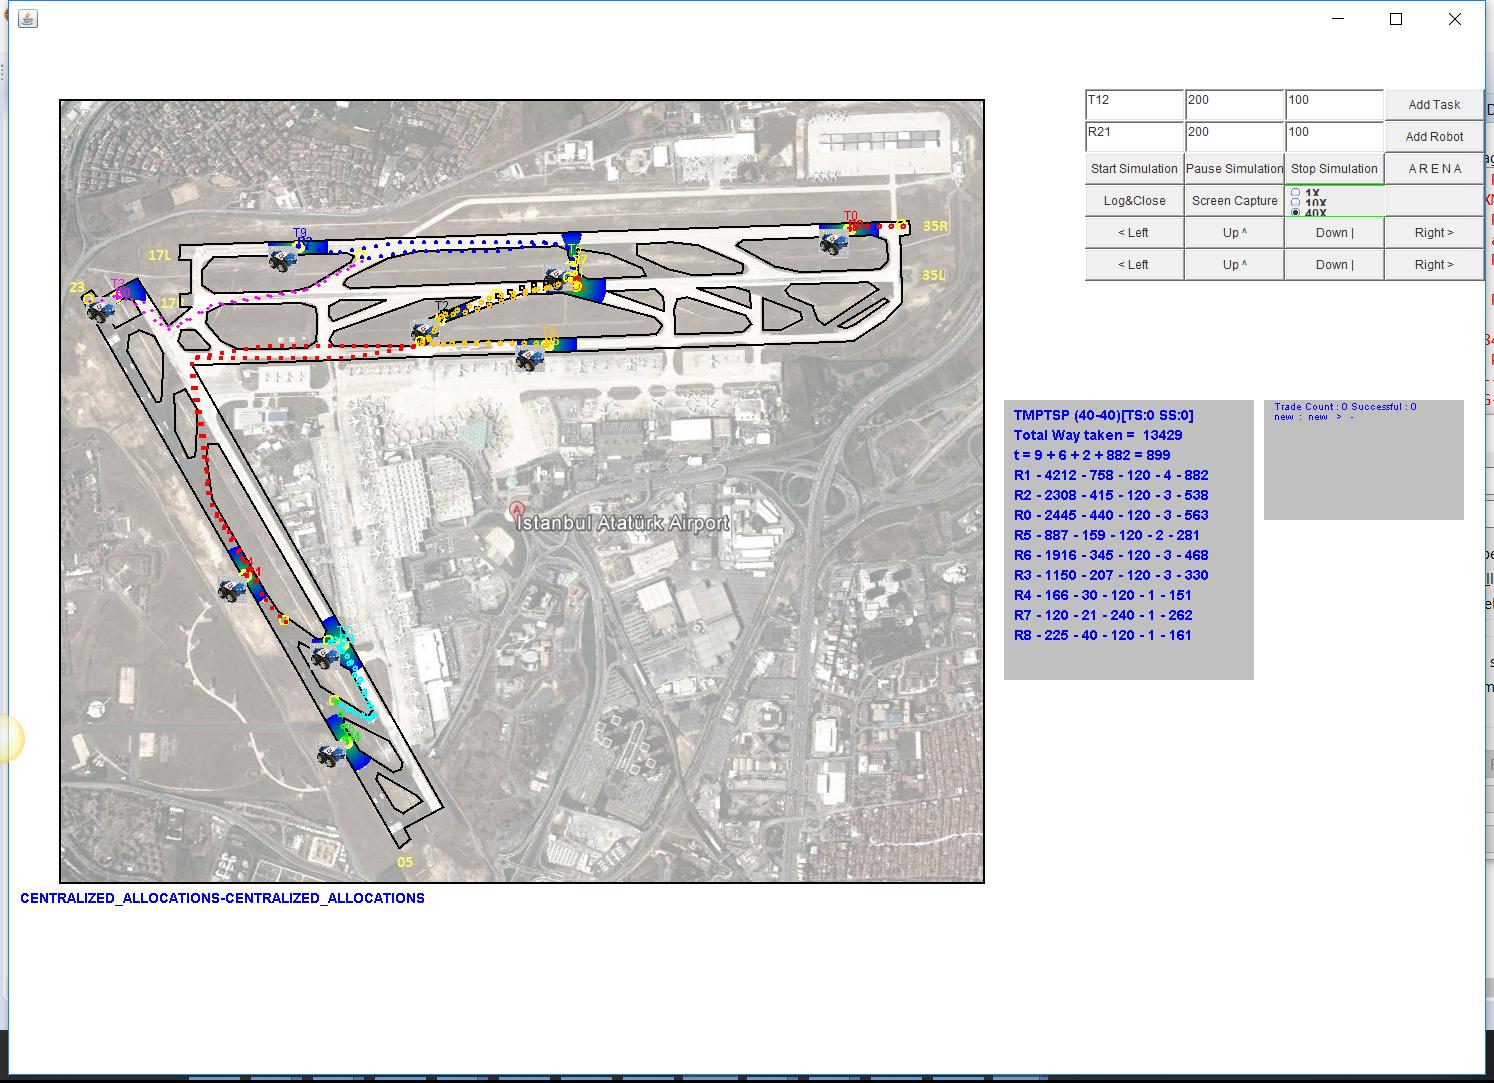 T12 200 100 Add Task
R21 200 100 Add Robot
Start Simulation Pause Simulation Stop Simulation A R E N A
Log&Close Screen Capture 1X
10X
40X
< Left Up ^ Down | Right >
< Left Up ^ Down | Right >
T0
35R
T9
17L
35L
23
17R
T2
İstanbul Atatürk Airport
A
05
TMPTSP (40-40)[TS:0 SS:0]
Total Way taken = 13429
t = 9 + 6 + 2 + 882 = 899
R1 - 4212 - 758 - 120 - 4 - 882
R2 - 2308 - 415 - 120 - 3 - 538
R0 - 2445 - 440 - 120 - 3 - 563
R5 - 887 - 159 - 120 - 2 - 281
R6 - 1916 - 345 - 120 - 3 - 468
R3 - 1150 - 207 - 120 - 3 - 330
R4 - 166 - 30 - 120 - 1 - 151
R7 - 120 - 21 - 240 - 1 - 262
R8 - 225 - 40 - 120 - 1 - 161
Trade Count : 0 Successful : 0
new : new > -
CENTRALIZED_ALLOCATIONS-CENTRALIZED_ALLOCATIONS